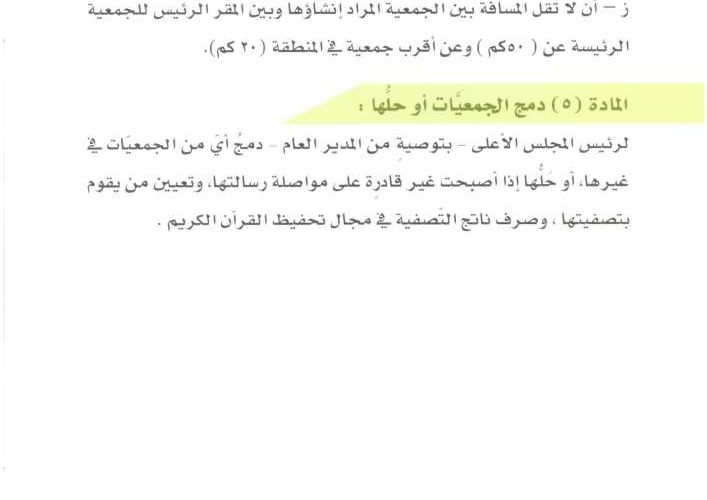 ز – أن لا تقل المسافة بين الجمعية المراد إنشاؤها وبين المقر الرئيس للجمعية
الرئيسة عن ( ٥٠كم ) وعن أقرب جمعية في المنطقة (٢٠ كم).
المادة (٥) دمج الجمعيَّات أو حلُّها :
لرئيس المجلس الأعلى - بتوصيةٍ من المدير العام - دمجُ أيّ من الجمعيّات في
غيرها، أو حَلُّها إذا أصبحت غير قادرة على مواصلة رسالتها، وتعيين من يقوم
بتصفيتها ، وصرف ناتج التّصفية في مجال تحفيظ القرآن الكريم .